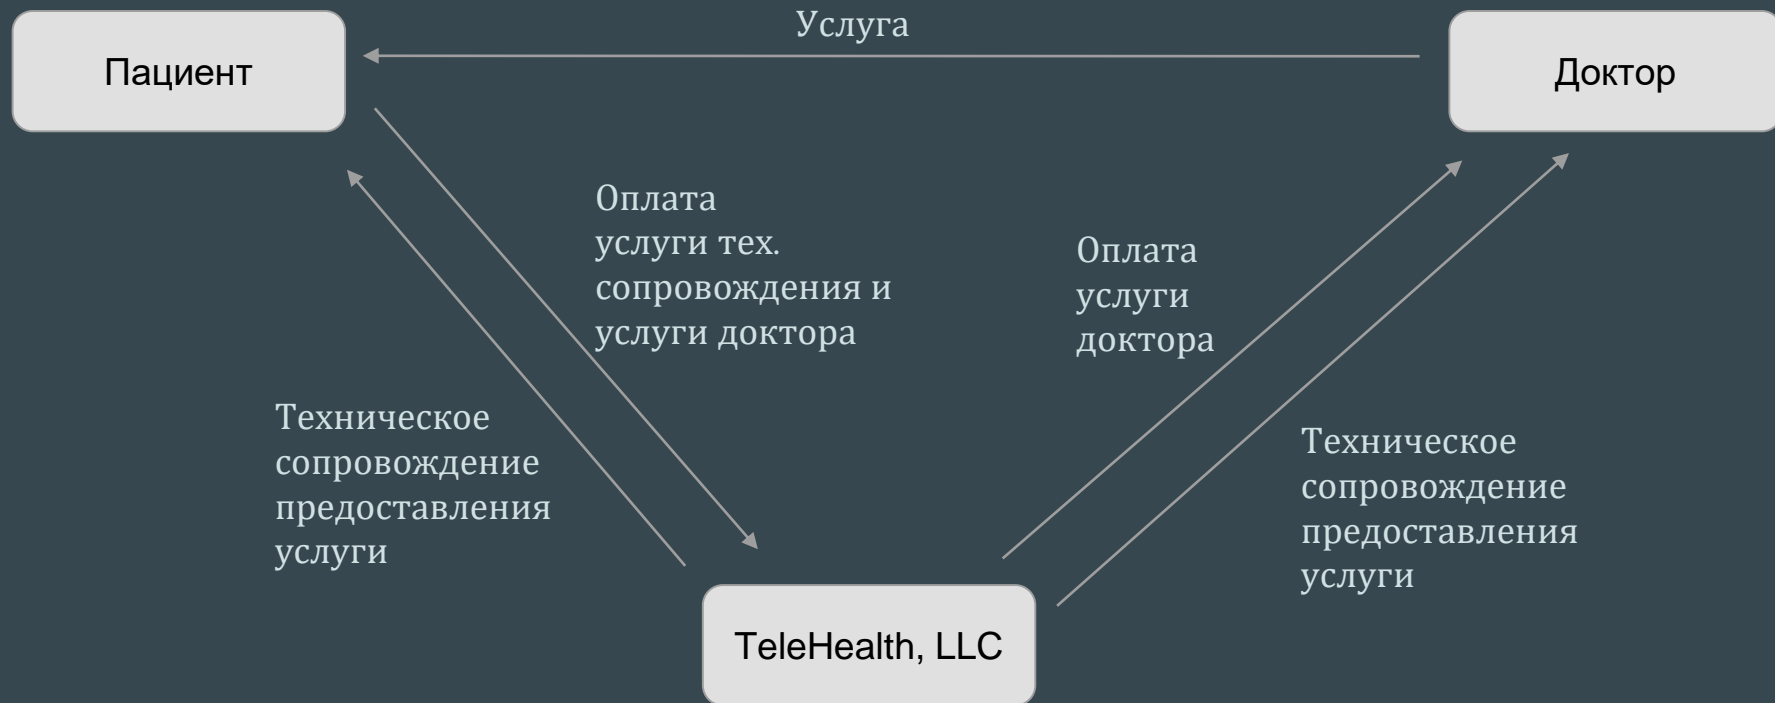 Услуга
Пациент
Доктор
Оплата
услуги тех.
сопровождения и
услуги доктора
Оплата
услуги
доктора
Техническое
сопровождение
предоставления
услуги
Техническое
сопровождение
предоставления
услуги
TeleHealth, LLC